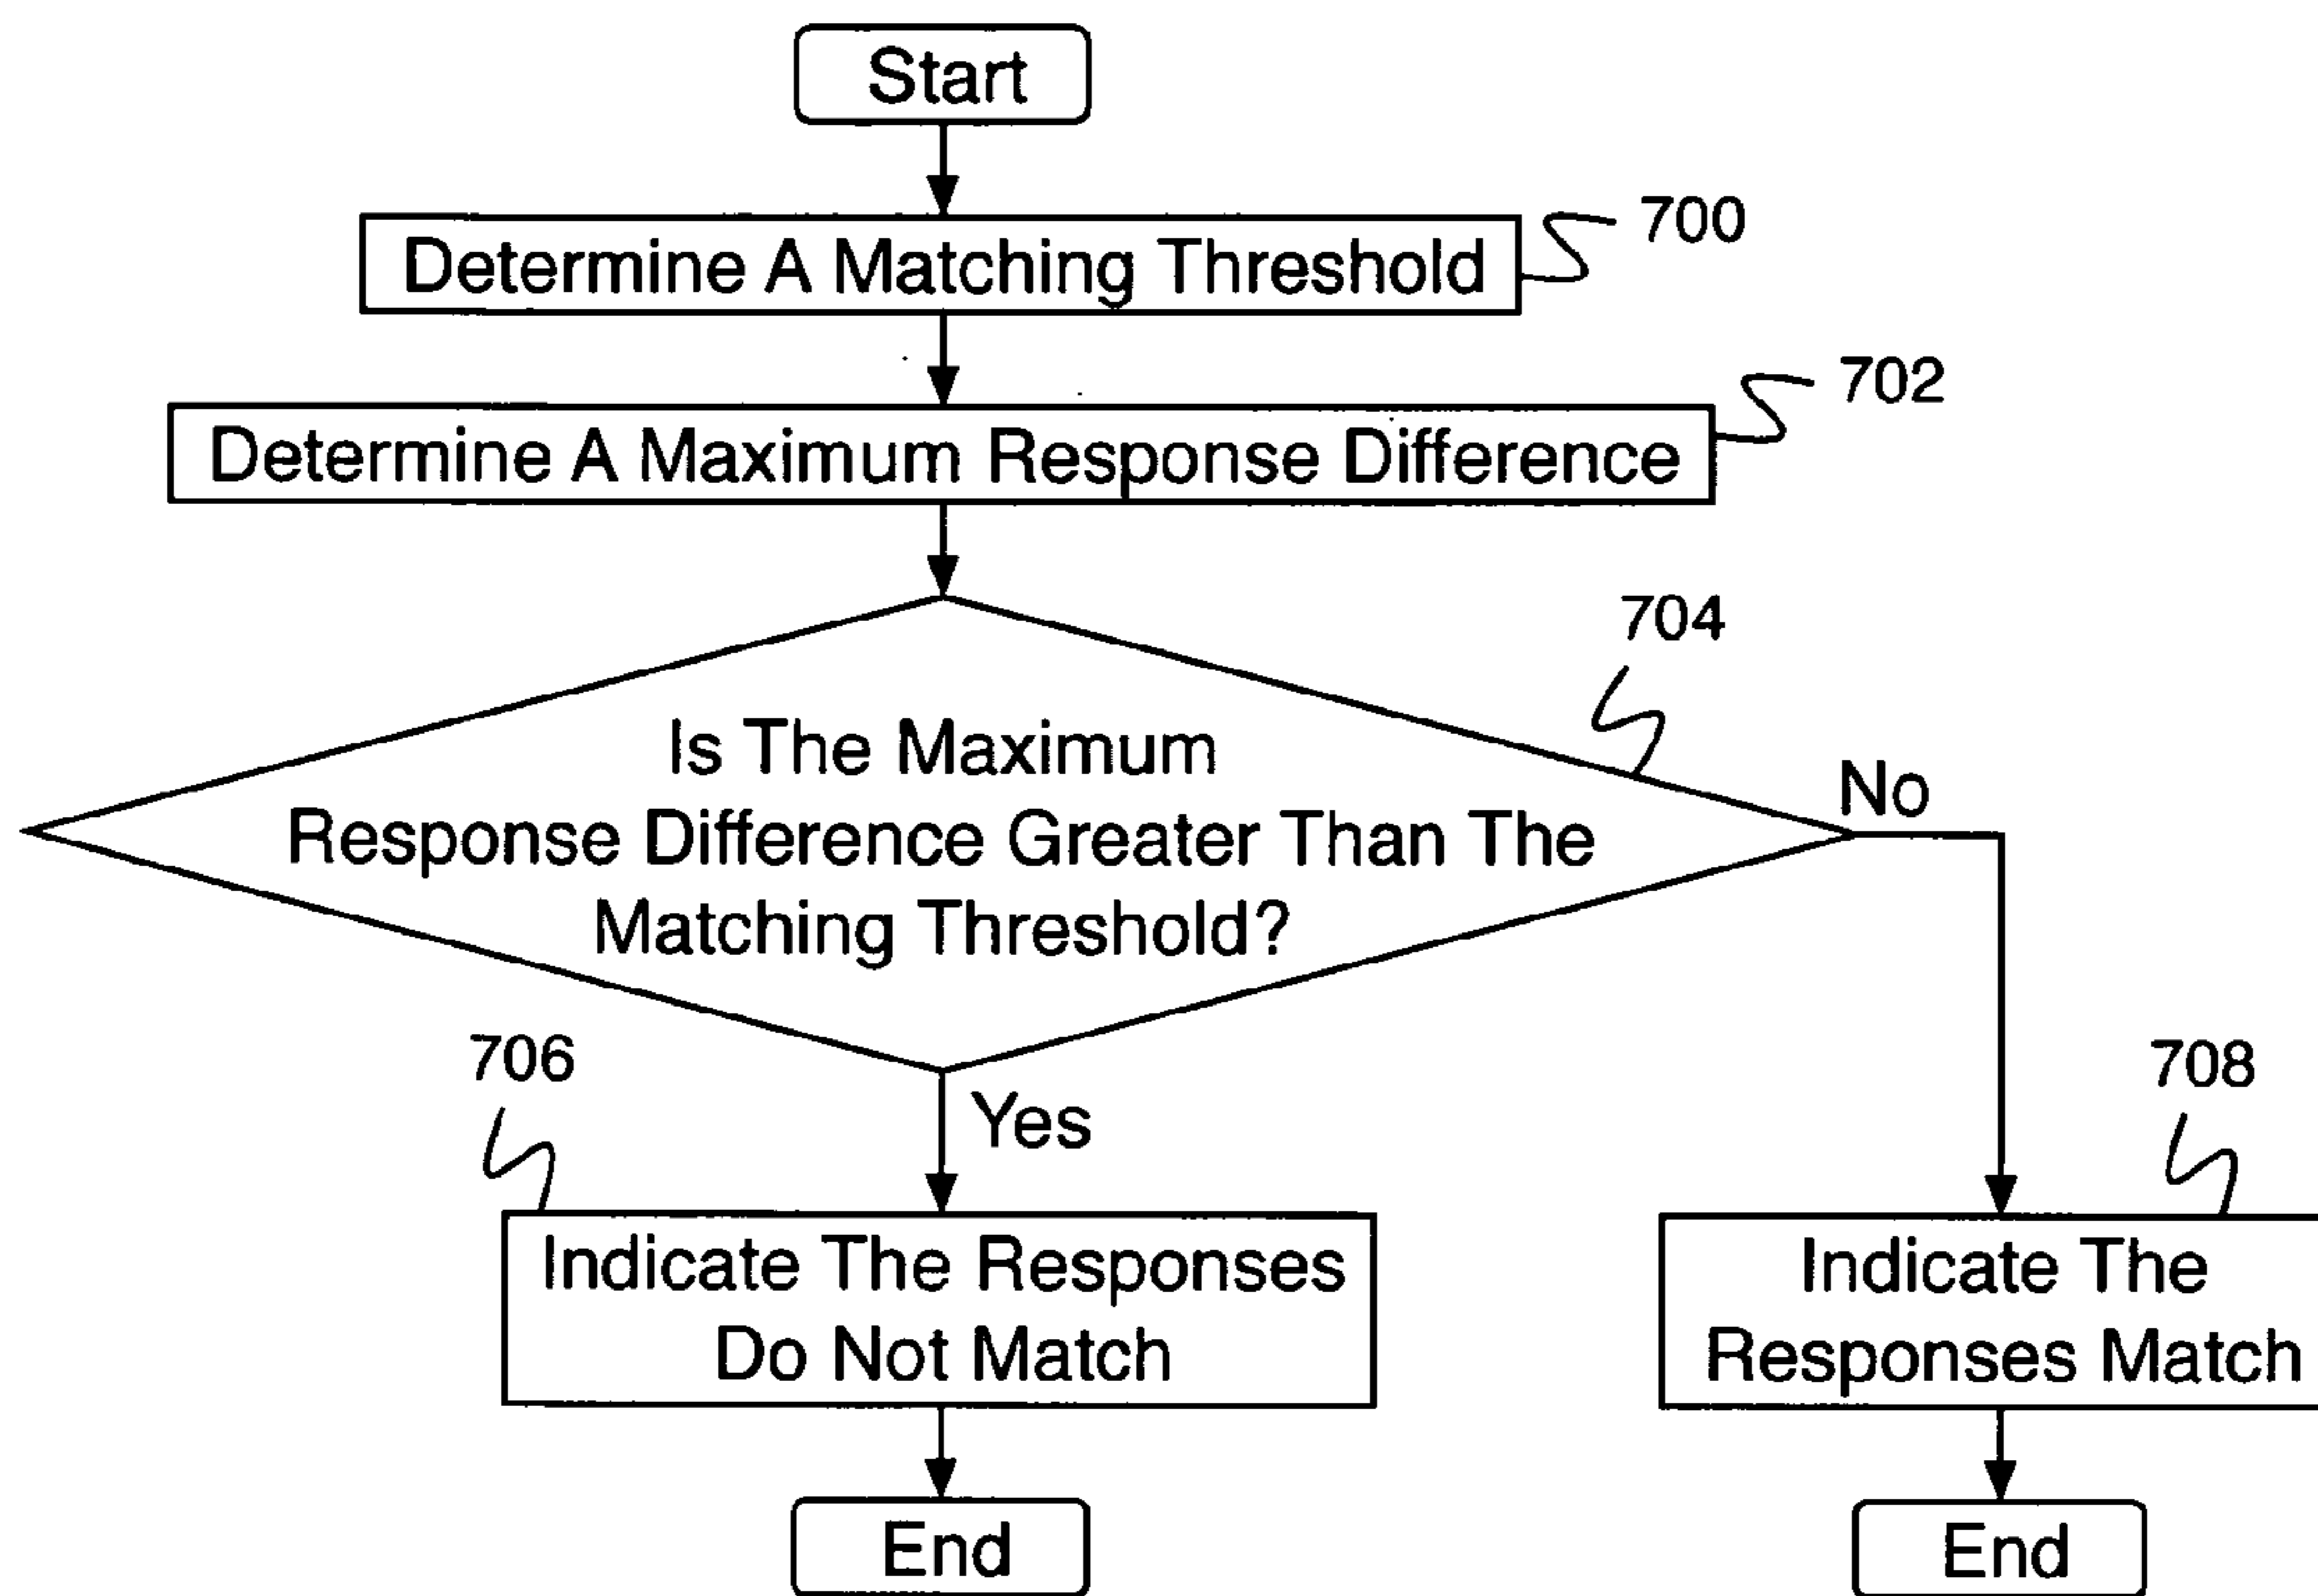 Start
Determine A Matching Threshold
700
Determine A Maximum Response Difference
702
704
Is The Maximum
Response Difference Greater Than The
Matching Threshold?
No
Yes
706
Indicate The Responses
Do Not Match
708
Indicate The
Responses Match
End
End